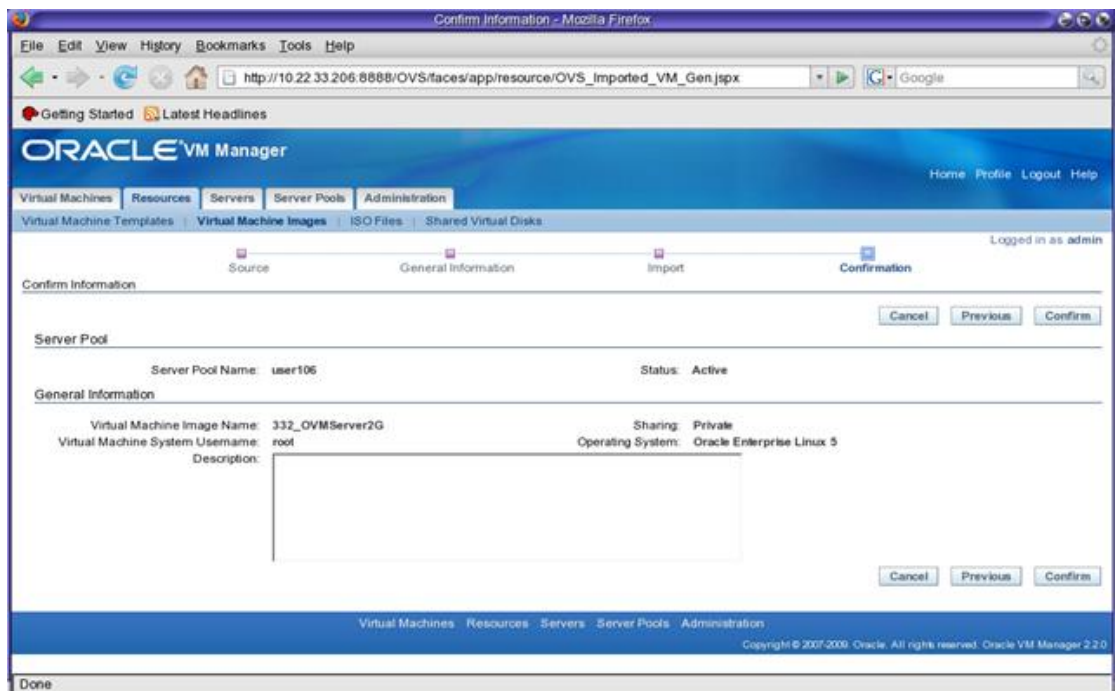 Confirm Information - Mozilla Firefox
File Edit View History Bookmarks Tools Help
http://10.22.33.206:8888/OVS/faces/app/resource/OVS_Imported_VM_Gen.jspx
G Google
Getting Started Latest Headlines
ORACLE VM Manager
Home Profile Logout Help
Virtual Machines Resources Servers Server Pools Administration
Virtual Machine Templates | Virtual Machine Images | ISO Files | Shared Virtual Disks
Logged in as admin
Source General Information Import Confirmation
Confirm Information
Cancel Previous Confirm
Server Pool
Server Pool Name: user106 Status: Active
General Information
Virtual Machine Image Name: 332_OVMServer2G Sharing: Private
Virtual Machine System Username: root Operating System: Oracle Enterprise Linux 5
Description:
Cancel Previous Confirm
Virtual Machines Resources Servers Server Pools Administration
Copyright © 2007-2009. Oracle. All rights reserved. Oracle VM Manager 2.2.0
Done